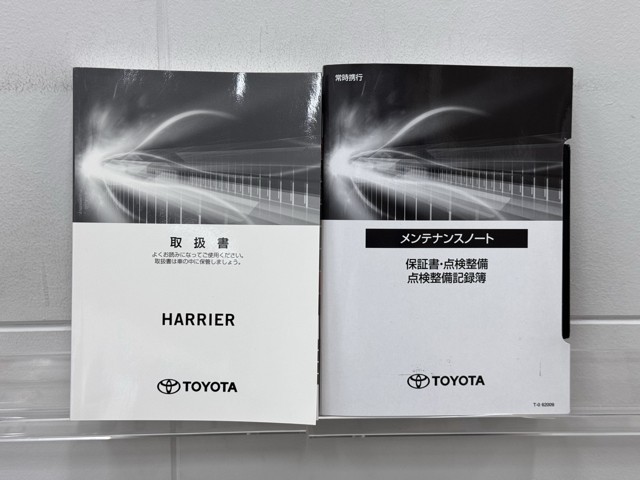 取扱書
よくお読みになってご使用ください。
取扱書は車の中に保管しましょう。
HARRIER
TOYOTA
常時携行
メンテナンスノート
保証書・点検整備
点検整備記録簿
TOYOTA